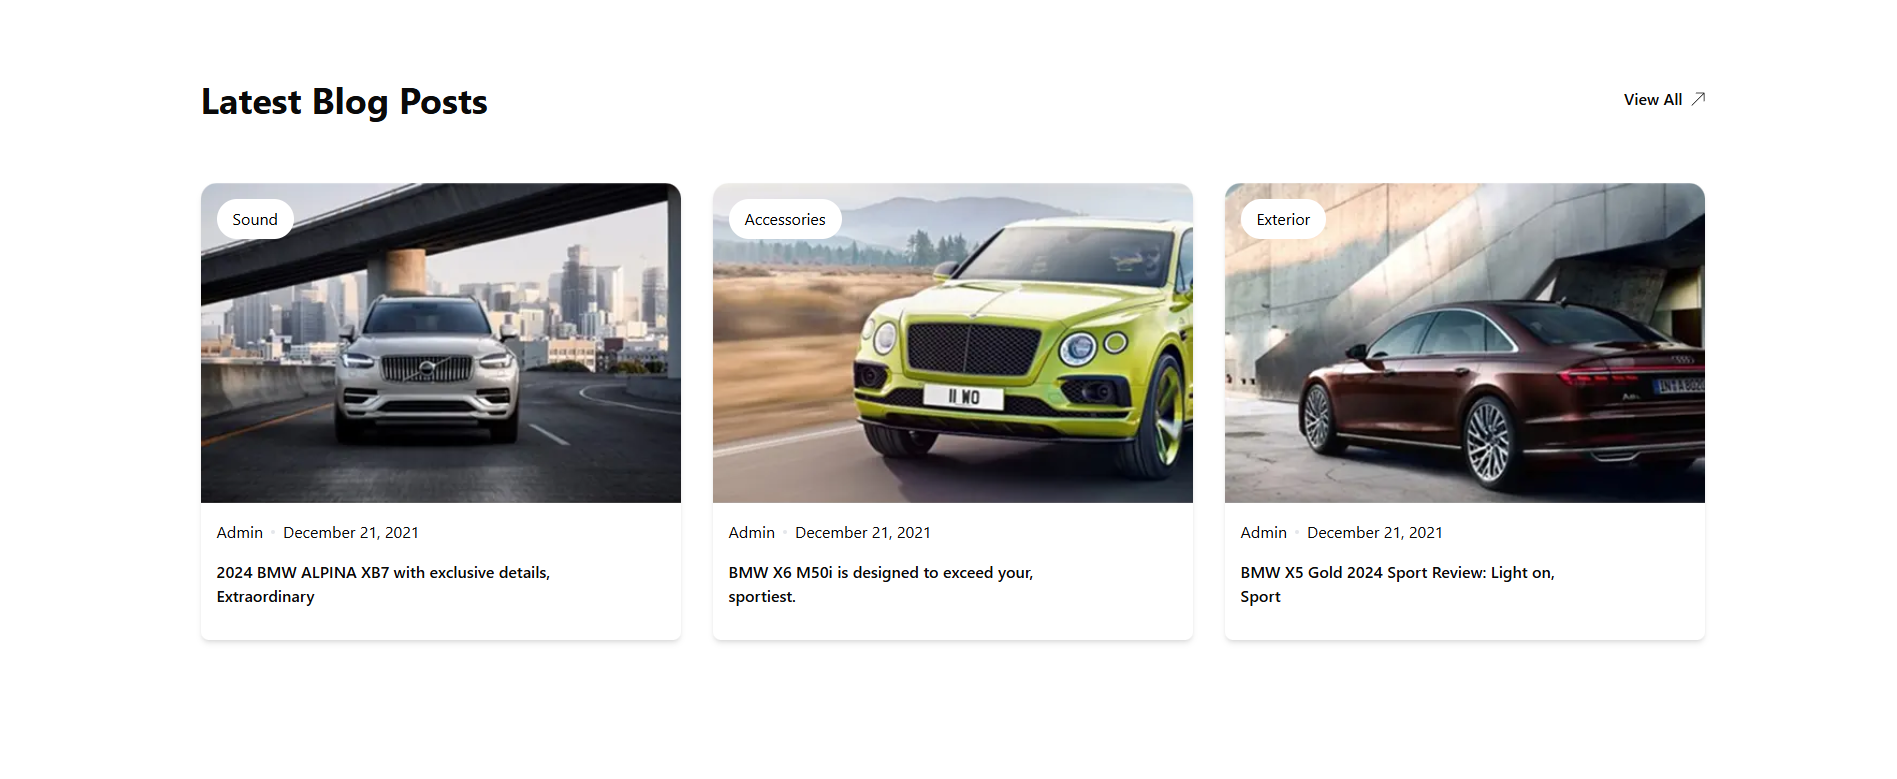 Latest Blog Posts
View All
Sound
Accessories
Exterior
II WO
Admin
December 21, 2021
2024 BMW ALPINA XB7 with exclusive details,
Extraordinary
Admin
December 21, 2021
BMW X6 M50i is designed to exceed your,
sportiest.
Admin
December 21, 2021
BMW X5 Gold 2024 Sport Review: Light on,
Sport